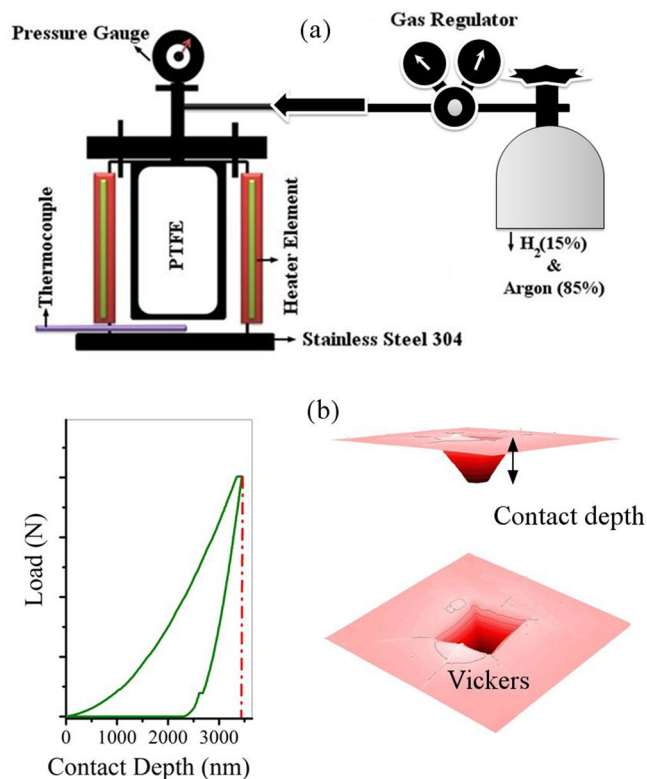 Pressure Gauge
(a)
Gas Regulator
Thermocouple
PTFE
Heater Element
H2(15%)
&
Argon (85%)
Stainless Steel 304
(b)
Load (N)
0 1000 2000 3000
Contact Depth (nm)
Contact depth
Vickers